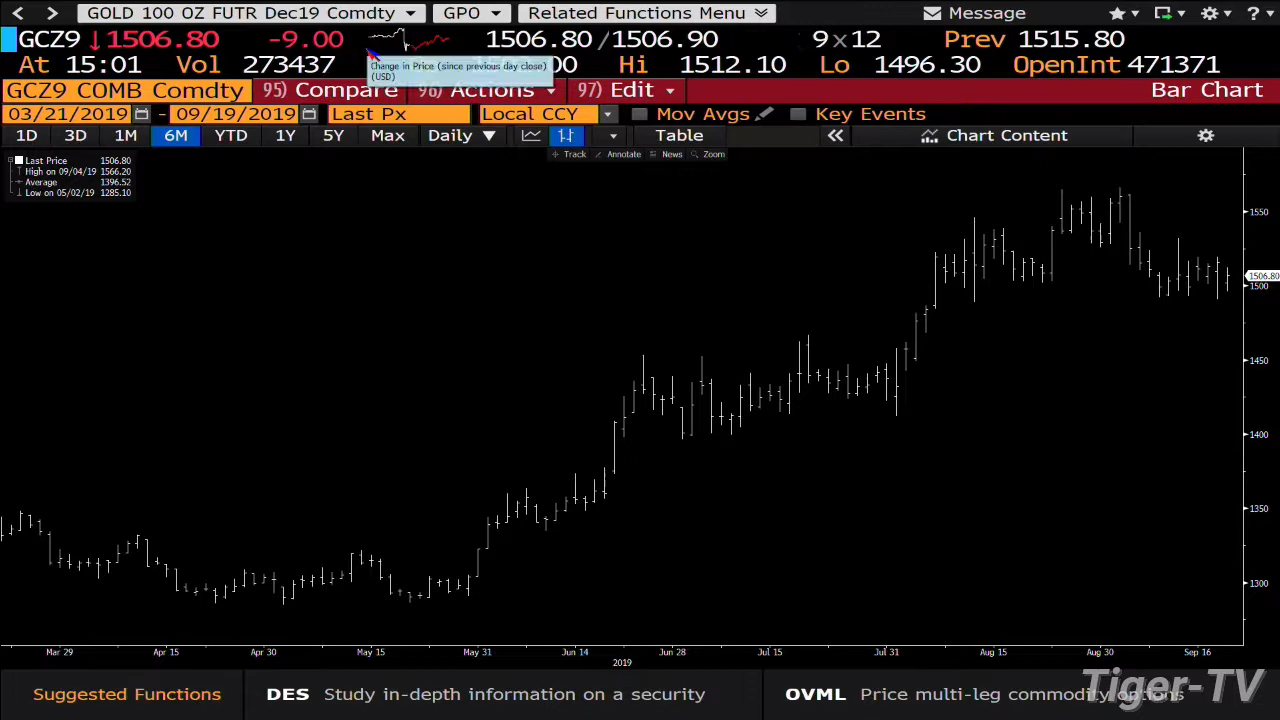 GOLD 100 OZ FUTR Dec19 Comdty GPO Related Functions Menu Message ?
GCZ9 ↓1506.80 -9.00 1506.80 /1506.90 9x12 Prev 1515.80
At 15:01 Vol 273437 Hi 1512.10 Lo 1496.30 OpenInt 471371
Change in Price (since previous day close)
(USD)
GCZ9 COMB Comdty 95) Compare 96) Actions 97) Edit Bar Chart
03/21/2019 - 09/19/2019 Last Px Local CCY Mov Avgs Key Events
1D 3D 1M 6M YTD 1Y 5Y Max Daily ▼ Table « Chart Content
Track Annotate News Zoom
Last Price 1506.80
High on 09/04/19 1566.20
Average 1396.52
Low on 05/02/19 1285.10
1550
1506.80
1500
1450
1400
1350
1300
Mar 29 Apr 15 Apr 30 May 15 May 31 Jun 14 Jun 28 Jul 15 Jul 31 Aug 15 Aug 30 Sep 16
2019
Suggested Functions DES Study in-depth information on a security OVML Price multi-leg commodity options
Tiger-TV